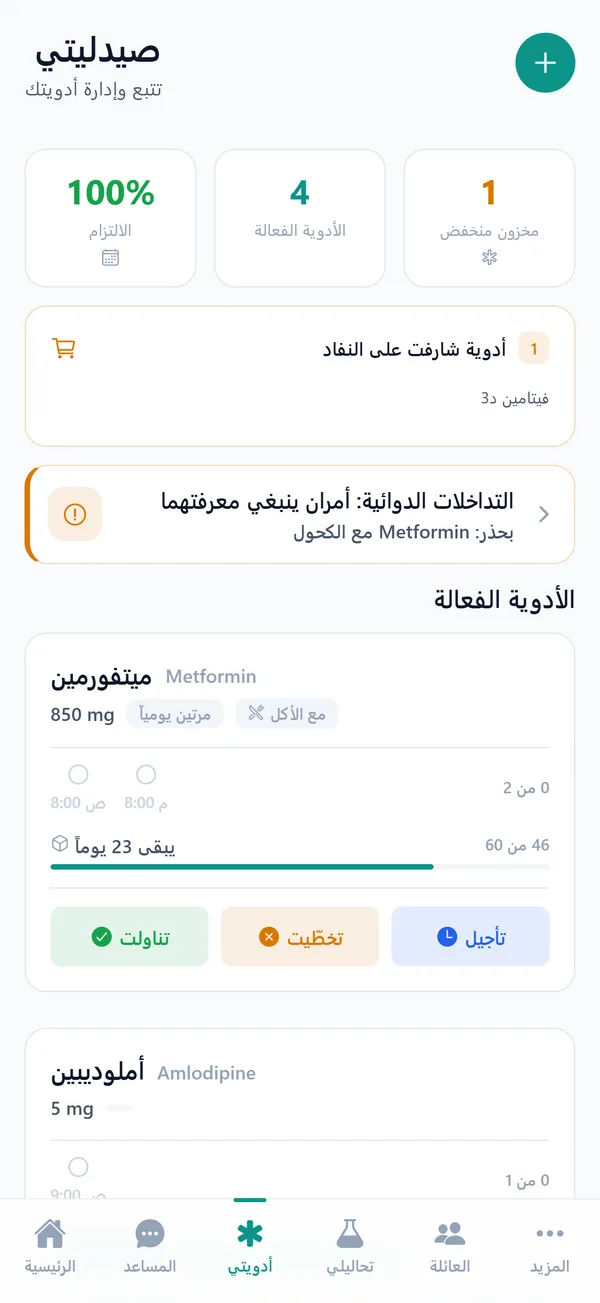 صيدليتي
تتبع وإدارة أدويتك
1
مخزون منخفض
4
الأدوية الفعالة
100%
الالتزام
1 أدوية شارفت على النفاد
فيتامين د3
التداخلات الدوائية: أمران ينبغي معرفتهما
بحذر: Metformin مع الكحول
الأدوية الفعالة
ميتفورمين Metformin
850 mg مرتين يومياً مع الأكل
8:00 ص 8:00 م
0 من 2
يبقى 23 يوماً 46 من 60
تناولت تخطّيت تأجيل
أملوديبين Amlodipine
5 mg
9:00 ص
0 من 1
الرئيسية المساعد أدويتي تحاليلي العائلة المزيد